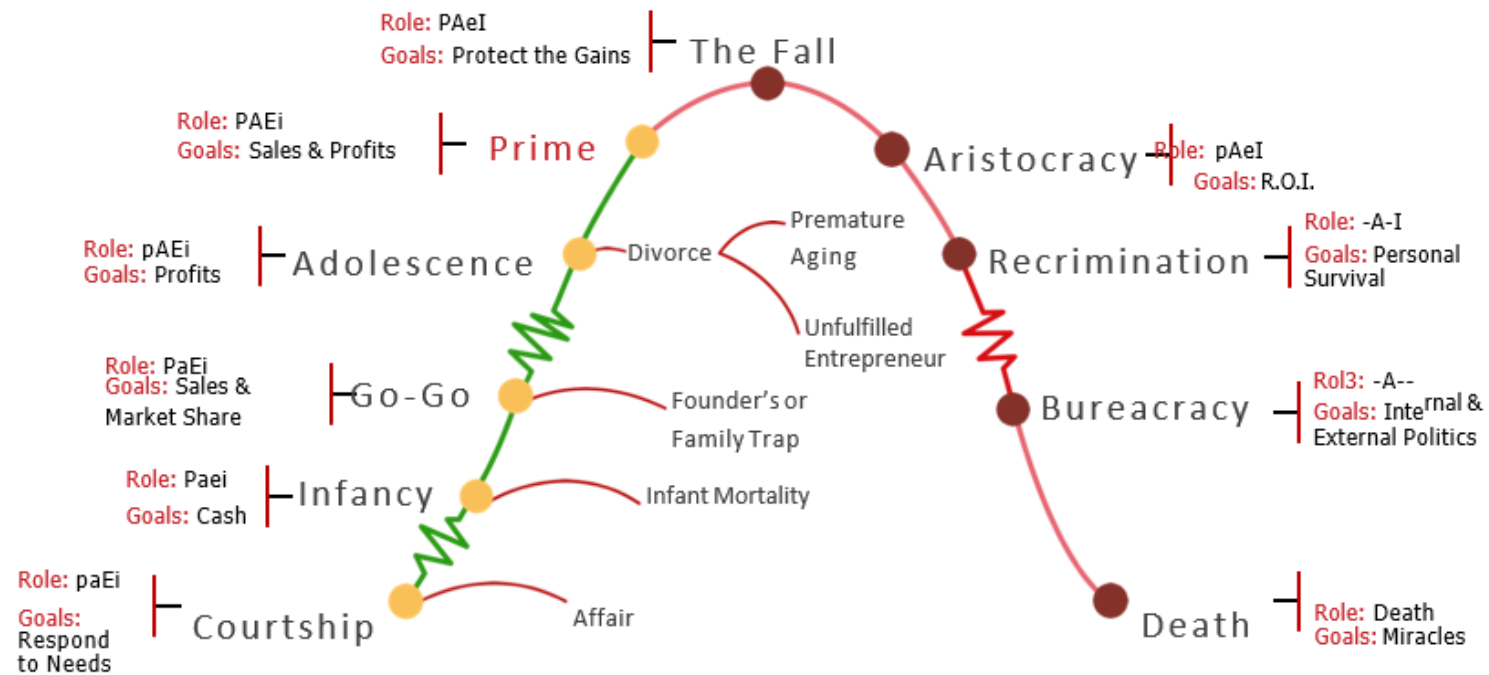 Role: PAeI
Goals: Protect the Gains
The Fall
Role: PAEi
Goals: Sales & Profits
Prime
Aristocracy
Role: pAeI
Goals: R.O.I.
Role: pAEi
Goals: Profits
Adolescence
Divorce
Premature
Aging
Unfulfilled
Entrepreneur
Recrimination
Role: -A-I
Goals: Personal
Survival
Role: PaEi
Goals: Sales &
Market Share
Go-Go
Founder's or
Family Trap
Bureacracy
Rol3: -A--
Goals: Internal &
External Politics
Role: Paei
Goals: Cash
Infancy
Infant Mortality
Role: paEi
Goals:
Respond
to Needs
Courtship
Affair
Death
Role: Death
Goals: Miracles